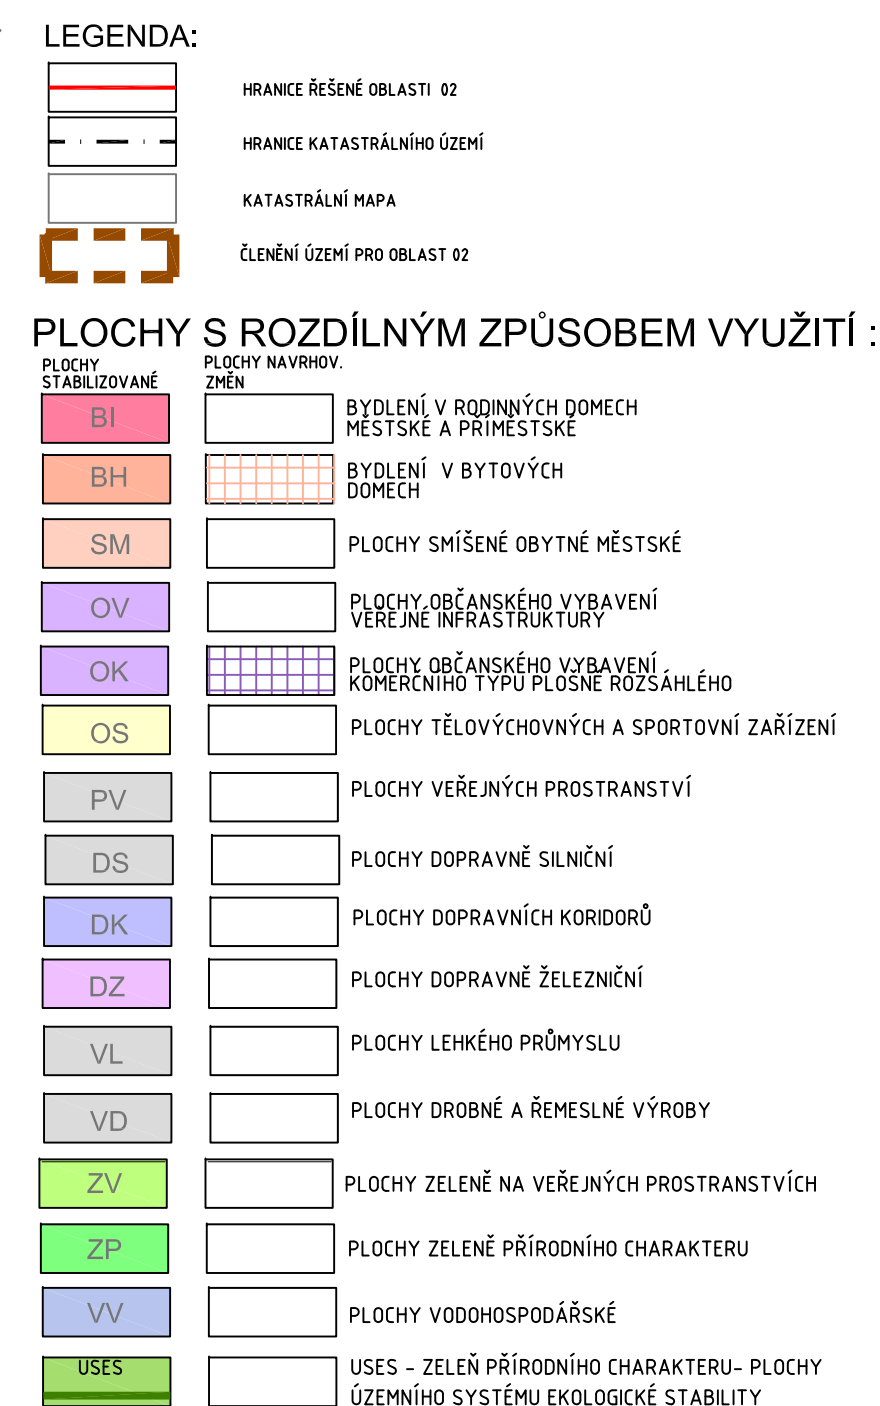 LEGENDA:
HRANICE ŘEŠENÉ OBLASTI 02
HRANICE KATASTRÁLNÍHO ÚZEMÍ
KATASTRÁLNÍ MAPA
ČLENĚNÍ ÚZEMÍ PRO OBLAST 02
PLOCHY S ROZDÍLNÝM ZPŮSOBEM VYUŽITÍ :
PLOCHY
STABILIZOVANÉ
PLOCHY NAVRHOV.
ZMĚN
BI
BYDLENÍ V RODINNÝCH DOMECH
MĚSTSKÉ A PŘÍMĚSTSKÉ
BH
BYDLENÍ V BYTOVÝCH
DOMECH
SM
PLOCHY SMÍŠENÉ OBYTNÉ MĚSTSKÉ
OV
PLOCHY OBČANSKÉHO VYBAVENÍ
VEŘEJNÉ INFRASTRUKTURY
OK
PLOCHY OBČANSKÉHO VYBAVENÍ
KOMERČNÍHO TYPU PLOŠNĚ ROZSÁHLÉHO
OS
PLOCHY TĚLOVÝCHOVNÝCH A SPORTOVNÍ ZAŘÍZENÍ
PV
PLOCHY VEŘEJNÝCH PROSTRANSTVÍ
DS
PLOCHY DOPRAVNĚ SILNIČNÍ
DK
PLOCHY DOPRAVNÍCH KORIDORŮ
DZ
PLOCHY DOPRAVNĚ ŽELEZNIČNÍ
VL
PLOCHY LEHKÉHO PRŮMYSLU
VD
PLOCHY DROBNÉ A ŘEMESLNÉ VÝROBY
ZV
PLOCHY ZELENĚ NA VEŘEJNÝCH PROSTRANSTVÍCH
ZP
PLOCHY ZELENĚ PŘÍRODNÍHO CHARAKTERU
VV
PLOCHY VODOHOSPODÁŘSKÉ
USES
USES - ZELEŇ PŘÍRODNÍHO CHARAKTERU- PLOCHY
ÚZEMNÍHO SYSTÉMU EKOLOGICKÉ STABILITY